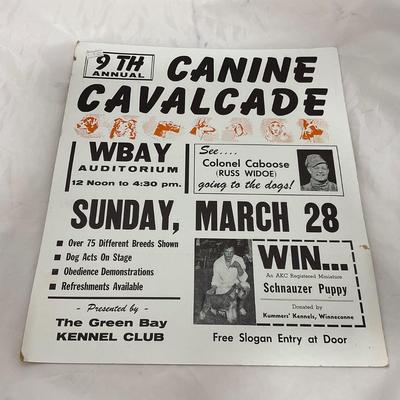 9 TH
ANNUAL
CANINE
CAVALCADE
WBAY
AUDITORIUM
12 Noon to 4:30 pm.
See....
Colonel Caboose
(RUSS WIDOE)
going to the dogs!
SUNDAY, MARCH 28
Over 75 Different Breeds Shown
Dog Acts On Stage
Obedience Demonstrations
Refreshments Available
- Presented by -
The Green Bay
KENNEL CLUB
WIN...
An AKC Registered Miniature
Schnauzer Puppy
Donated by
Kummers' Kennels, Winneconne
Free Slogan Entry at Door